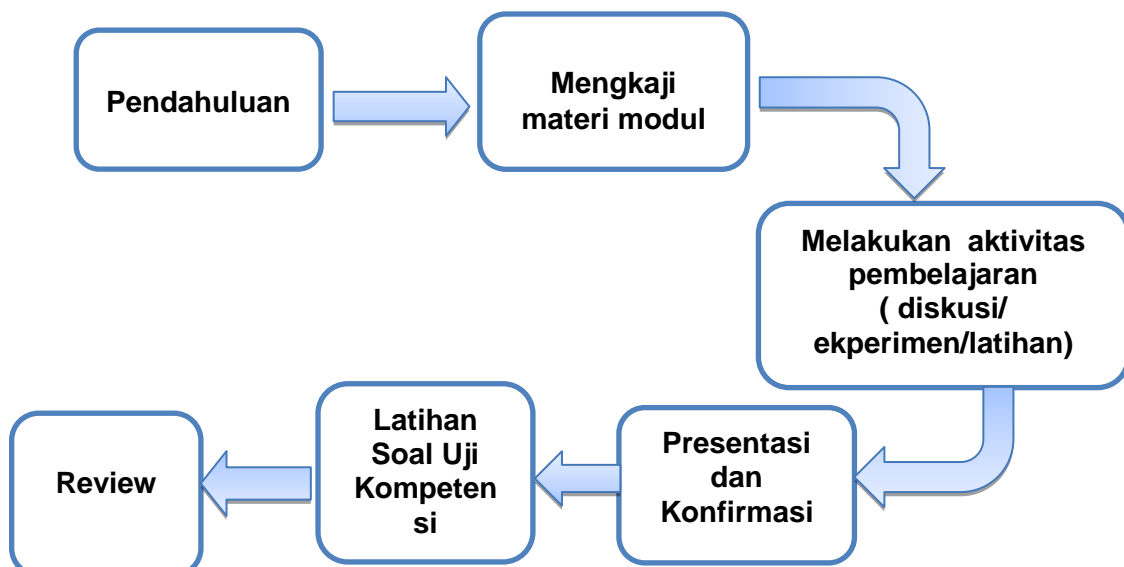 Pendahuluan
Mengkaji
materi modul
Melakukan aktivitas
pembelajaran
( diskusi/
ekperimen/latihan)
Presentasi
dan
Konfirmasi
Latihan
Soal Uji
Kompeten
si
Review